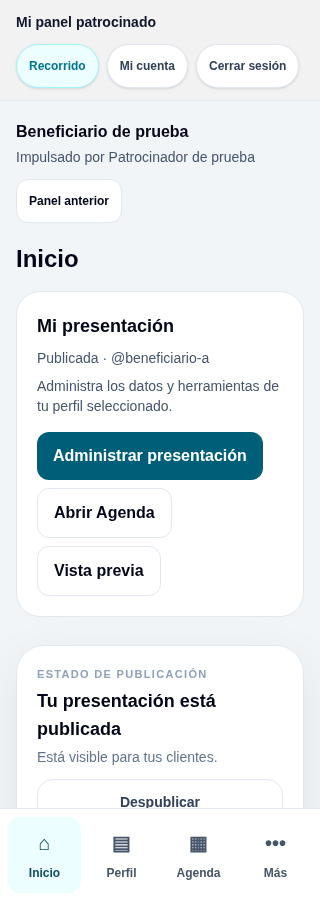 Mi panel patrocinado
Recorrido Mi cuenta Cerrar sesión
Beneficiario de prueba
Impulsado por Patrocinador de prueba
Panel anterior
Inicio
Mi presentación
Publicada · @beneficiario-a
Administra los datos y herramientas de
tu perfil seleccionado.
Administrar presentación
Abrir Agenda
Vista previa
ESTADO DE PUBLICACIÓN
Tu presentación está
publicada
Está visible para tus clientes.
Despublicar
Inicio Perfil Agenda Más